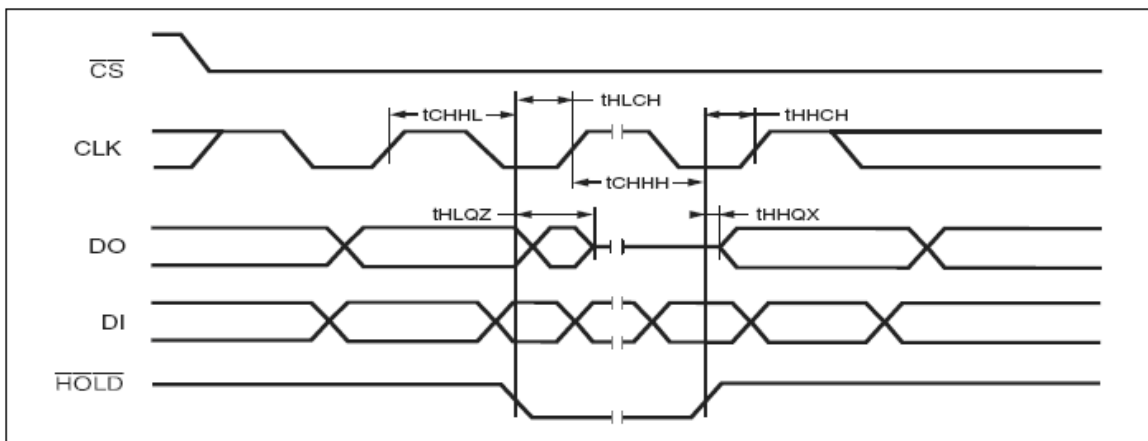 CS
tHLCH
tCHHL
tHHCH
CLK
tCHHH
tHLQZ
tHHQX
DO
DI
HOLD